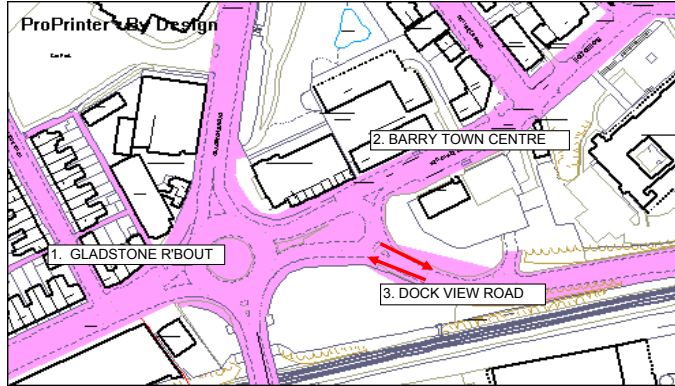 ProPrinter - By Design
2. BARRY TOWN CENTRE
1. GLADSTONE R'BOUT
3. DOCK VIEW ROAD